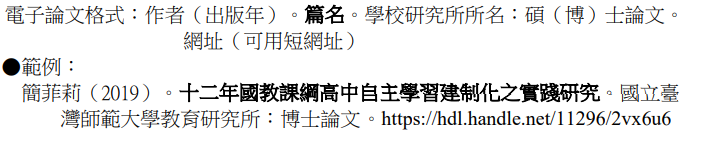 電子論文格式：作者（出版年）。篇名。學校研究所所名：碩（博）士論文。
網址（可用短網址）
●範例：
簡菲莉（2019）。十二年國教課綱高中自主學習建制化之實踐研究。國立臺
灣師範大學教育研究所：博士論文。https://hdl.handle.net/11296/2vx6u6